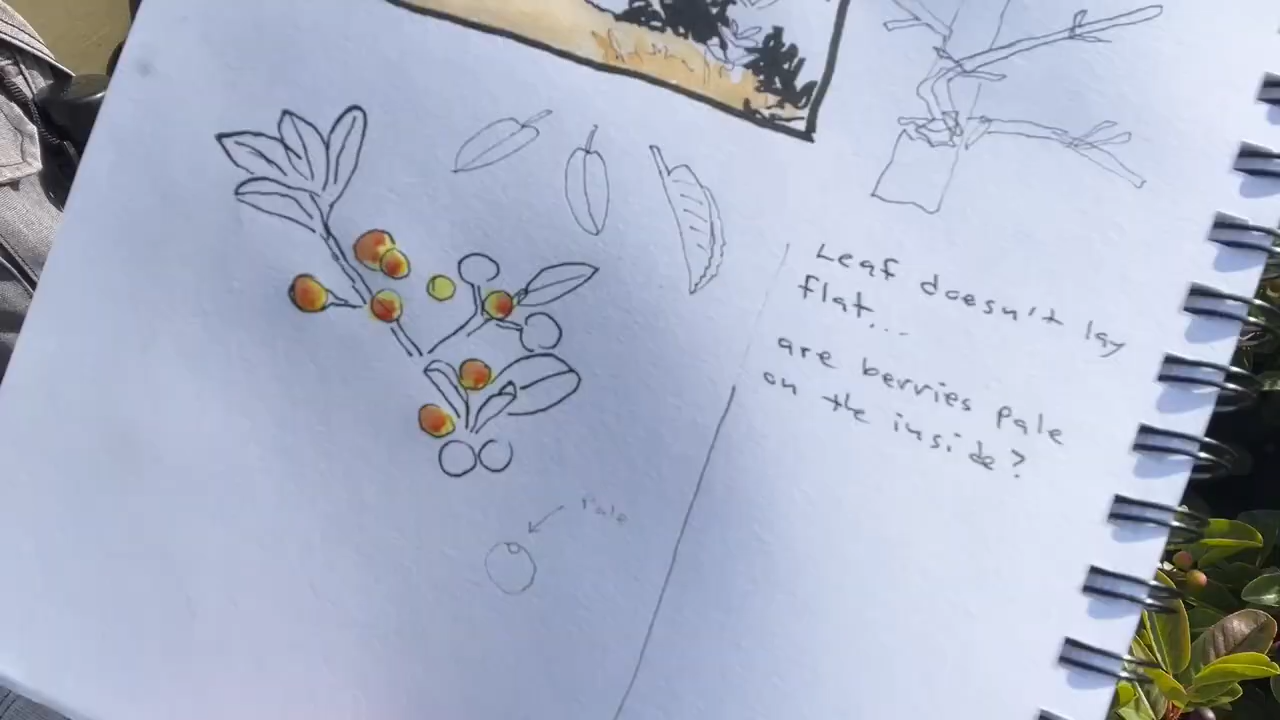 Leaf doesn't lay
flat...
are berries pale
on the inside?
Pale